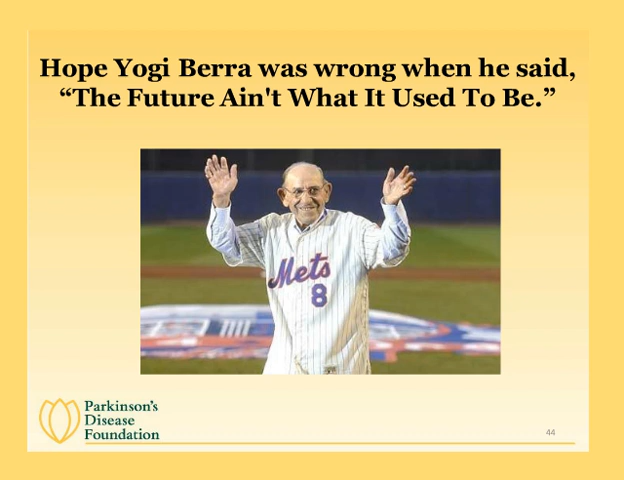 Hope Yogi Berra was wrong when he said,
“The Future Ain't What It Used To Be.”
Mets
8
Parkinson's
Disease
Foundation
44